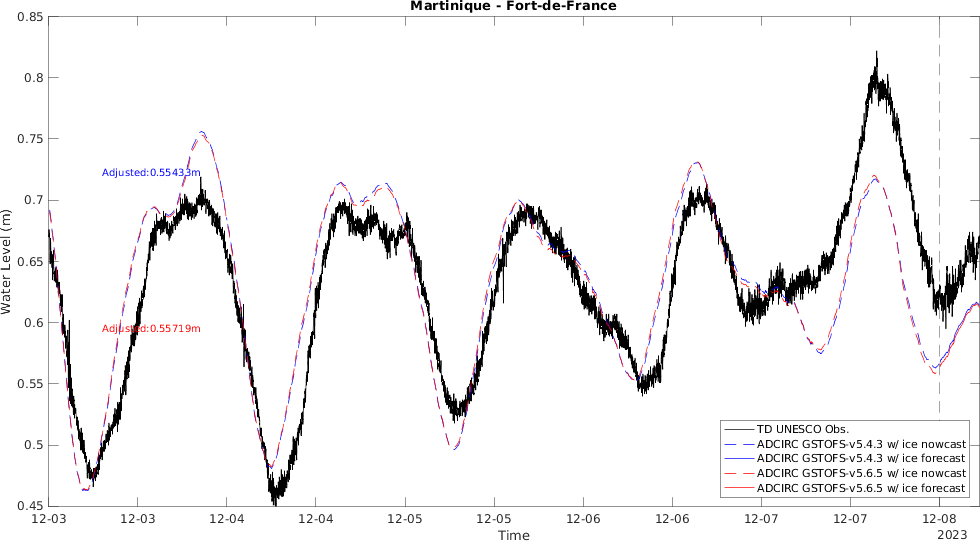 Martinique - Fort-de-France
0.85
0.8
0.75
0.7
0.65
0.6
0.55
0.5
0.45
Water Level (m)
Adjusted:0.55433m
Adjusted:0.55719m
TD UNESCO Obs.
ADCIRC GSTOFS-v5.4.3 w/ ice nowcast
ADCIRC GSTOFS-v5.4.3 w/ ice forecast
ADCIRC GSTOFS-v5.6.5 w/ ice nowcast
ADCIRC GSTOFS-v5.6.5 w/ ice forecast
12-03 12-03 12-04 12-04 12-05 12-05 12-06 12-06 12-07 12-07 12-08
Time
2023